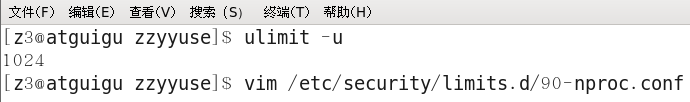 文件(F) 编辑(E) 查看(V) 搜索 (S) 终端(T) 帮助(H)
[z3@atguigu zzyyuse]$ ulimit -u
1024
[z3@atguigu zzyyuse]$ vim /etc/security/limits.d/90-nproc.conf